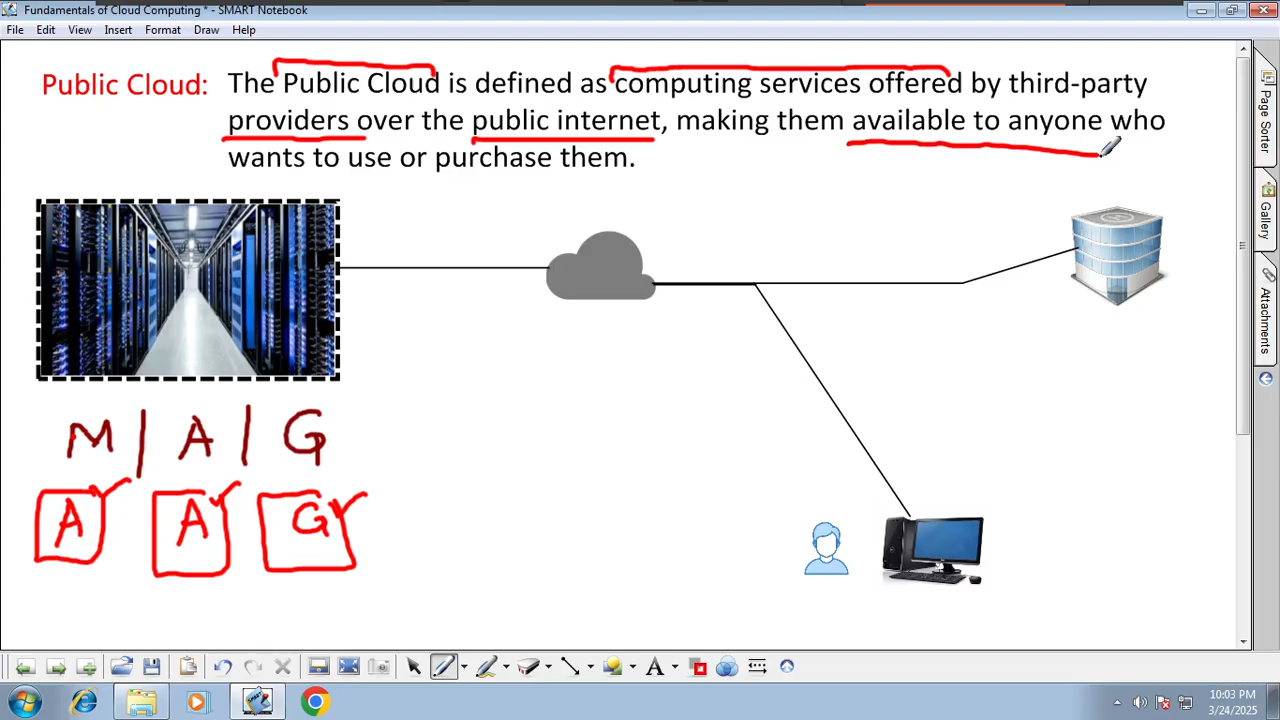 Fundamentals of Cloud Computing * - SMART Notebook
File Edit View Insert Format Draw Help
Public Cloud: The Public Cloud is defined as computing services offered by third-party
providers over the public internet, making them available to anyone who
wants to use or purchase them.
M | A | G
A A G
Page Sorter
Gallery
Attachments
A
10:03 PM
3/24/2025